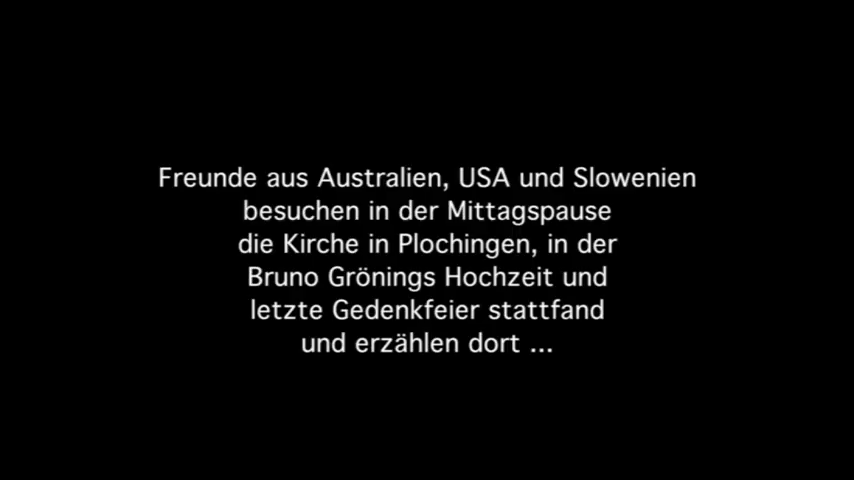 Freunde aus Australien, USA und Slowenien
besuchen in der Mittagspause
die Kirche in Plochingen, in der
Bruno Grönings Hochzeit und
letzte Gedenkfeier stattfand
und erzählen dort ...